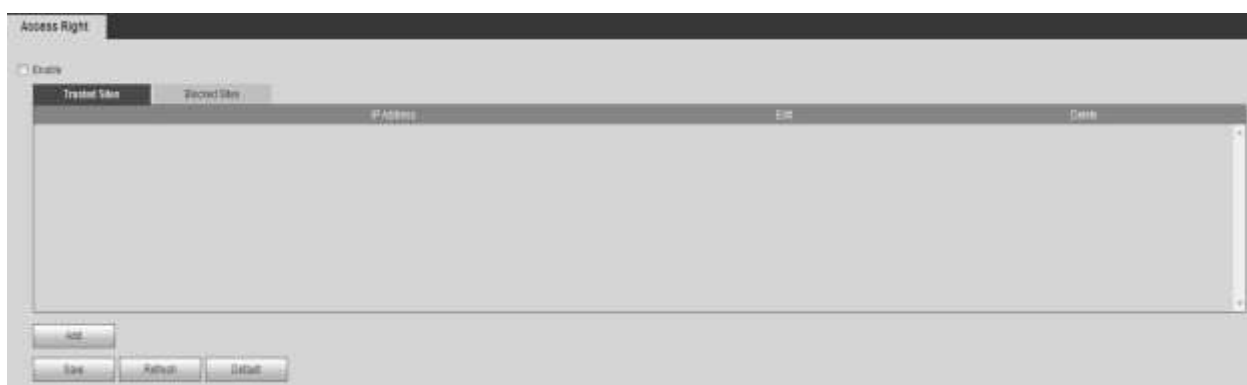 Access Right
Enable
Trusted Sites Blocked Sites
IP Address Edit Delete
Add
Save Refresh Default